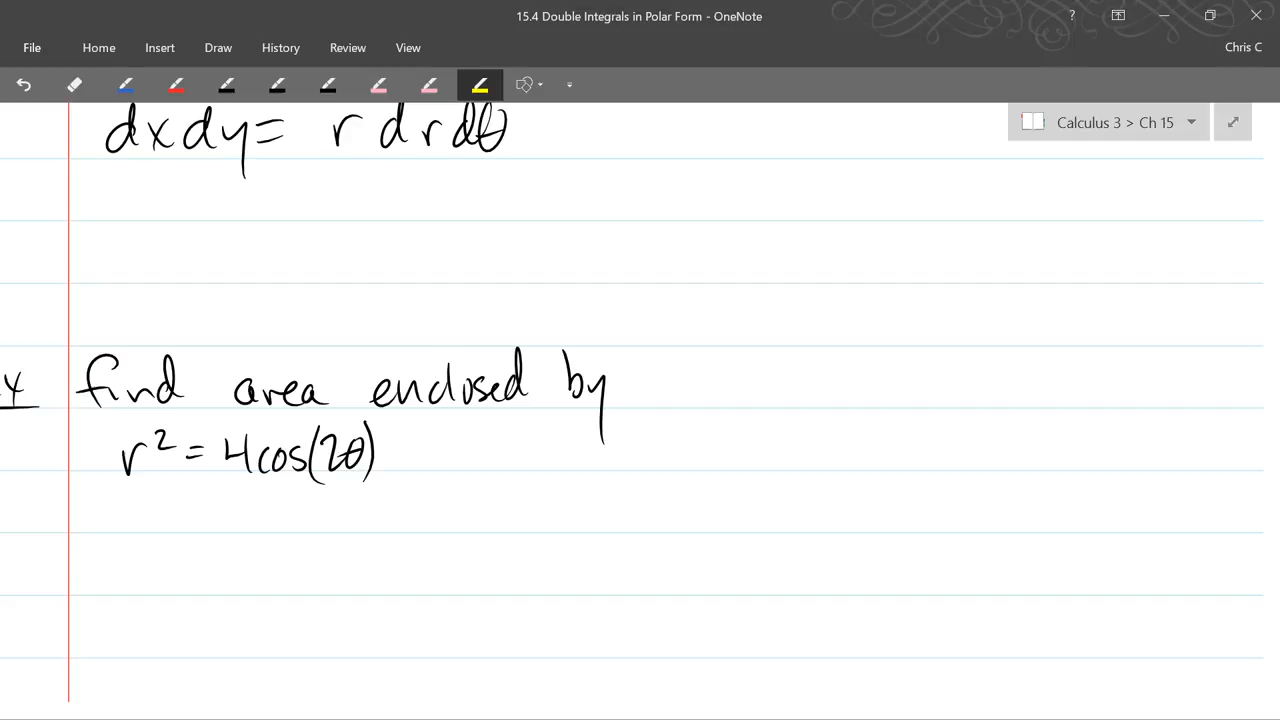 15.4 Double Integrals in Polar Form - OneNote
File Home Insert Draw History Review View
Chris C
Calculus 3 > Ch 15
dxdy= r dr dθ
find area enclosed by
r² = 4cos(2θ)